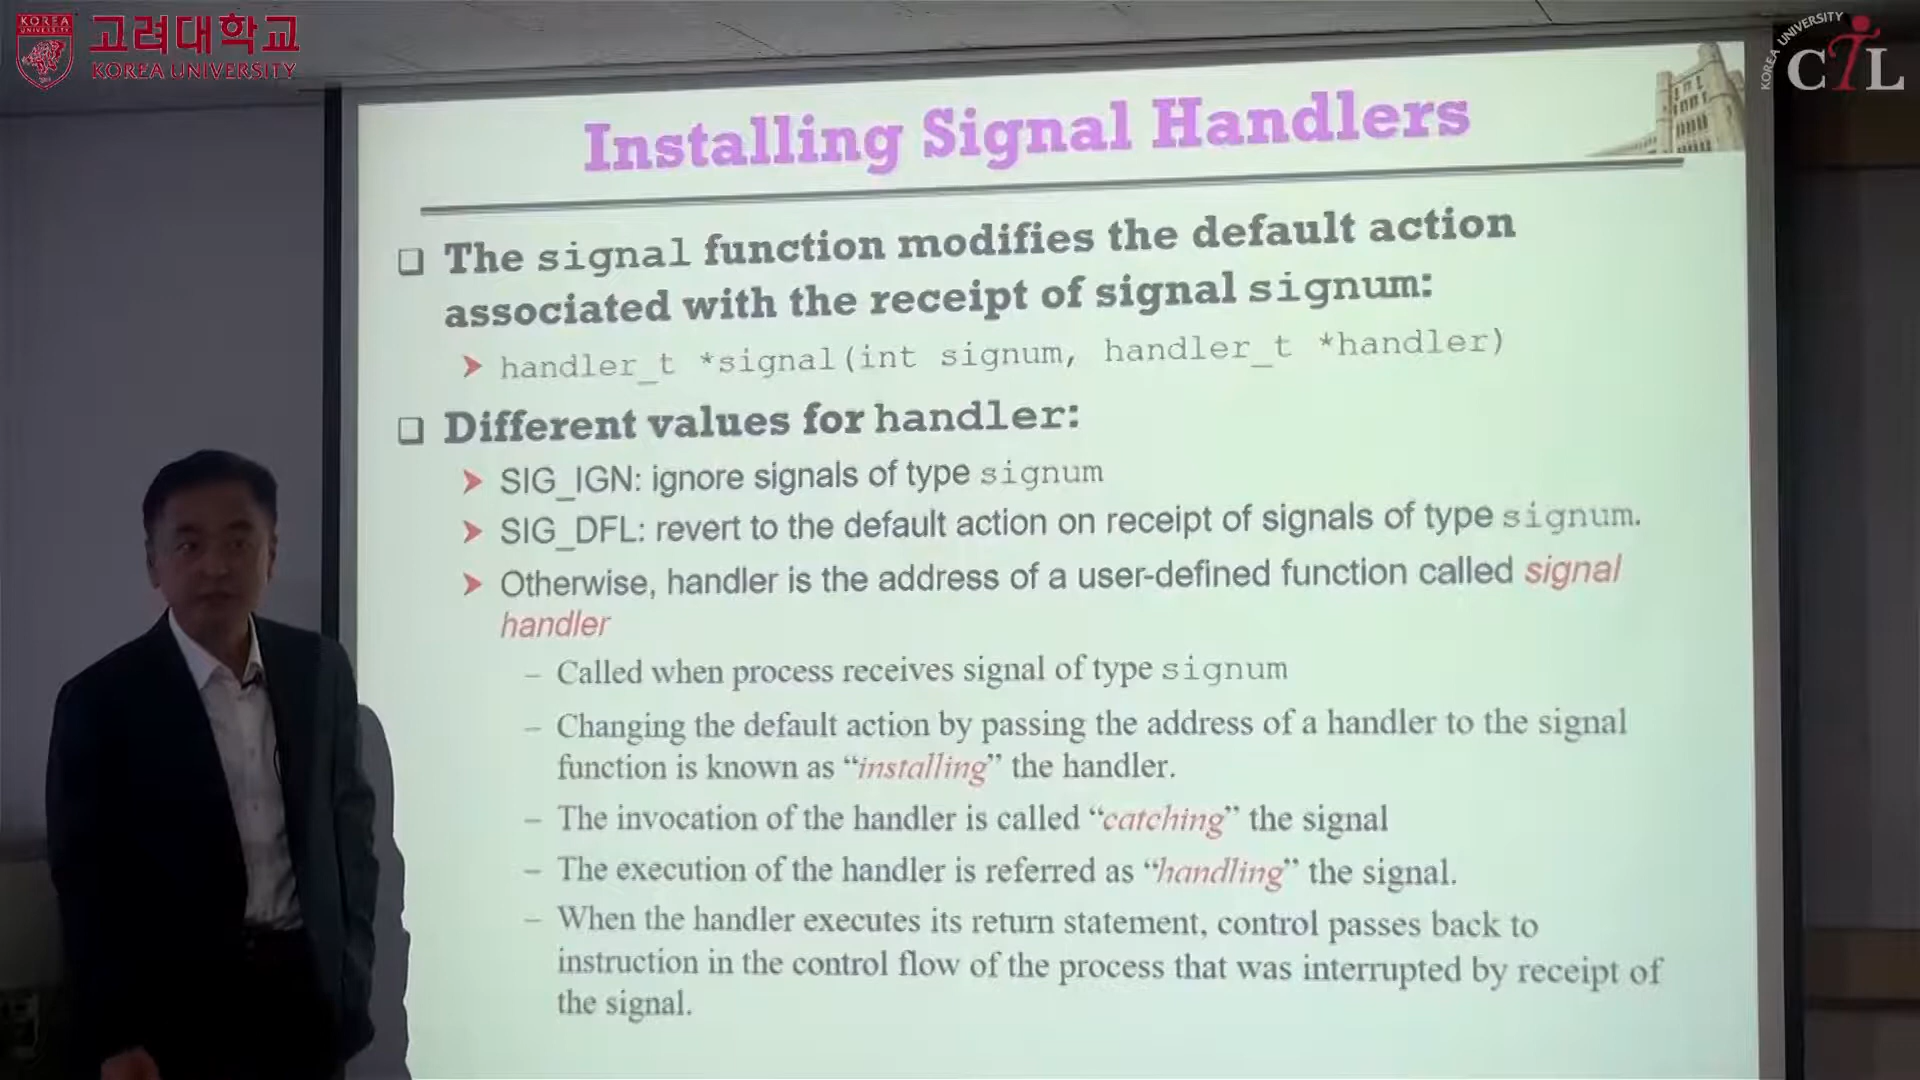 고려대학교
KOREA UNIVERSITY
KOREA UNIVERSITY
KOREA UNIVERSITY
CTL
Installing Signal Handlers
The signal function modifies the default action
associated with the receipt of signal signum:
handler_t *signal(int signum, handler_t *handler)
Different values for handler:
SIG_IGN: ignore signals of type signum
SIG_DFL: revert to the default action on receipt of signals of type signum.
Otherwise, handler is the address of a user-defined function called signal
handler
– Called when process receives signal of type signum
– Changing the default action by passing the address of a handler to the signal
function is known as “installing” the handler.
– The invocation of the handler is called “catching” the signal
– The execution of the handler is referred as “handling” the signal.
– When the handler executes its return statement, control passes back to
instruction in the control flow of the process that was interrupted by receipt of
the signal.